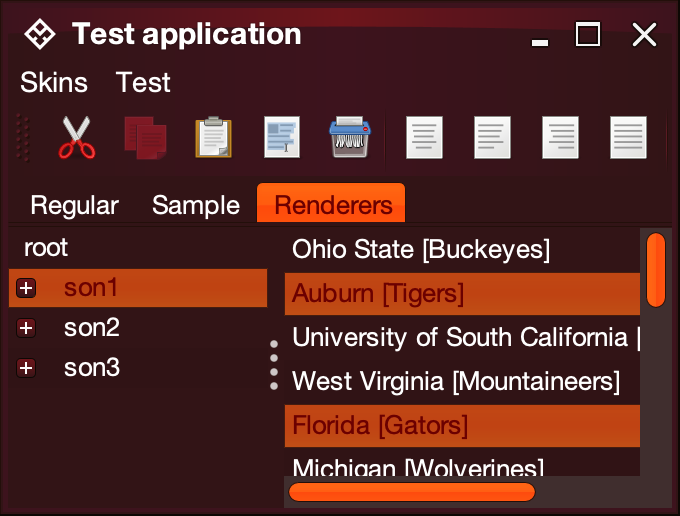 Test application
Skins Test
Regular Sample Renderers
root
son1
son2
son3
Ohio State [Buckeyes]
Auburn [Tigers]
University of South California [
West Virginia [Mountaineers]
Florida [Gators]
Michigan [Wolverines]